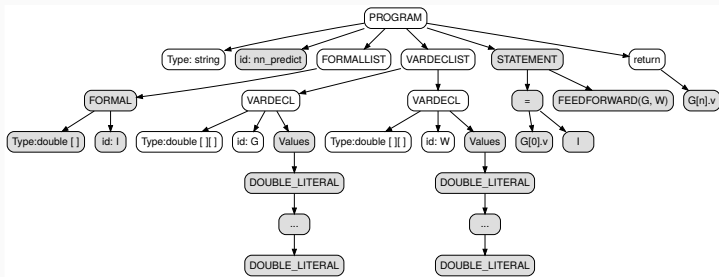 PROGRAM
Type: string
id: nn_predict
FORMALLIST
VARDECLIST
STATEMENT
return
FORMAL
VARDECL
VARDECL
=
FEEDFORWARD(G, W)
G[n].v
Type:double [ ]
id: I
Type:double [ ][ ]
id: G
Values
Type:double [ ][ ]
id: W
Values
G[0].v
I
DOUBLE_LITERAL
DOUBLE_LITERAL
...
...
DOUBLE_LITERAL
DOUBLE_LITERAL